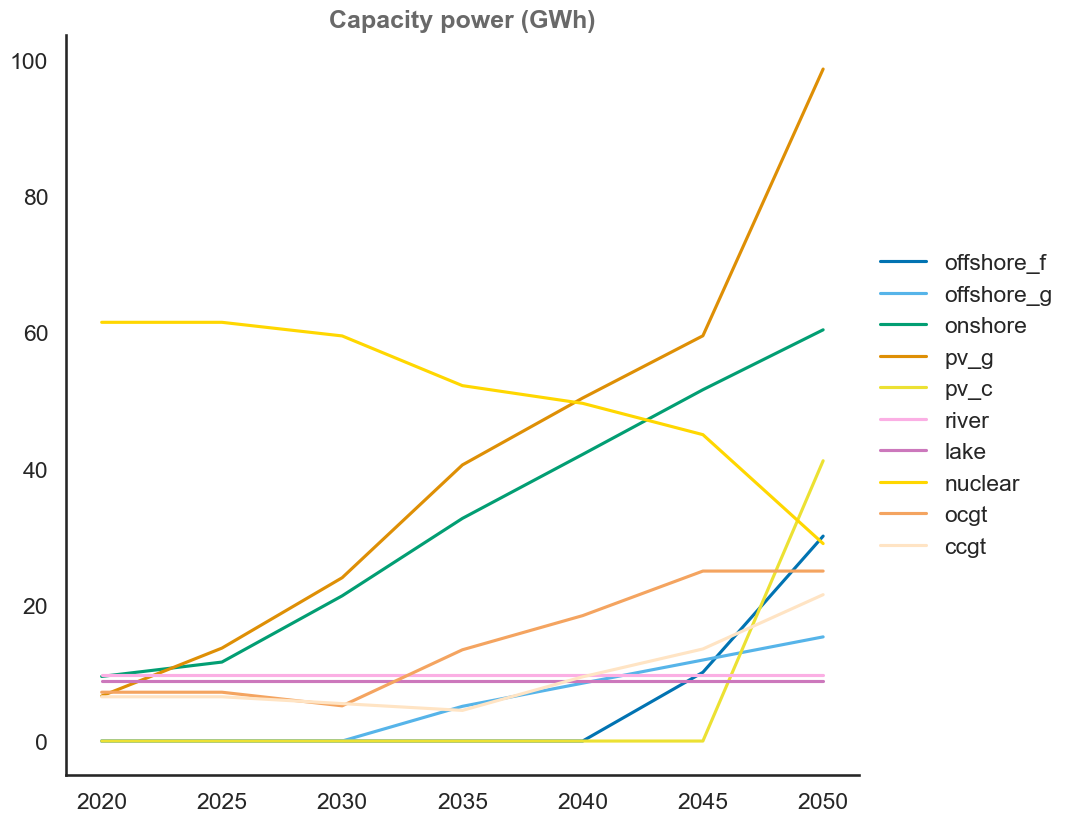 Capacity power (GWh)
100
80
60
40
20
0
2020 2025 2030 2035 2040 2045 2050
offshore_f
offshore_g
onshore
pv_g
pv_c
river
lake
nuclear
ocgt
ccgt